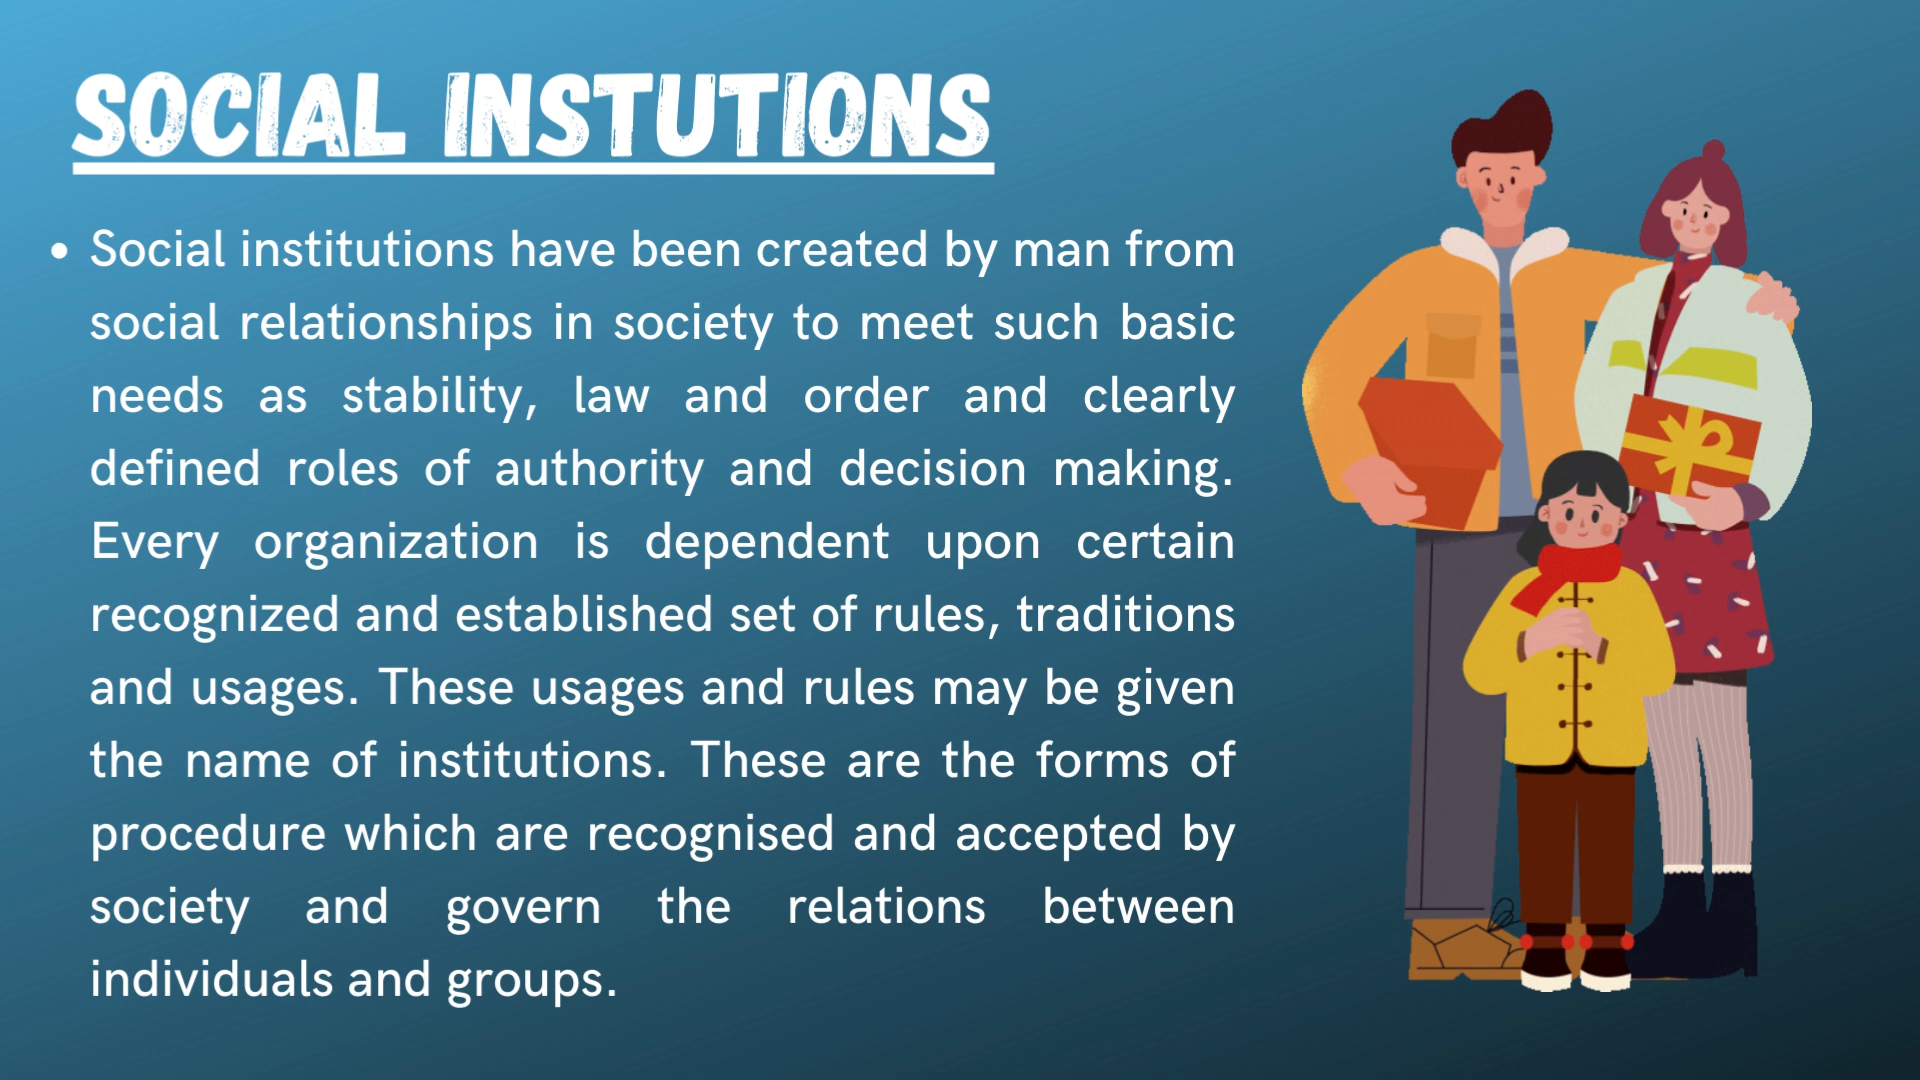 SOCIAL INSTUTIONS
• Social institutions have been created by man from
social relationships in society to meet such basic
needs as stability, law and order and clearly
defined roles of authority and decision making.
Every organization is dependent upon certain
recognized and established set of rules, traditions
and usages. These usages and rules may be given
the name of institutions. These are the forms of
procedure which are recognised and accepted by
society and govern the relations between
individuals and groups.